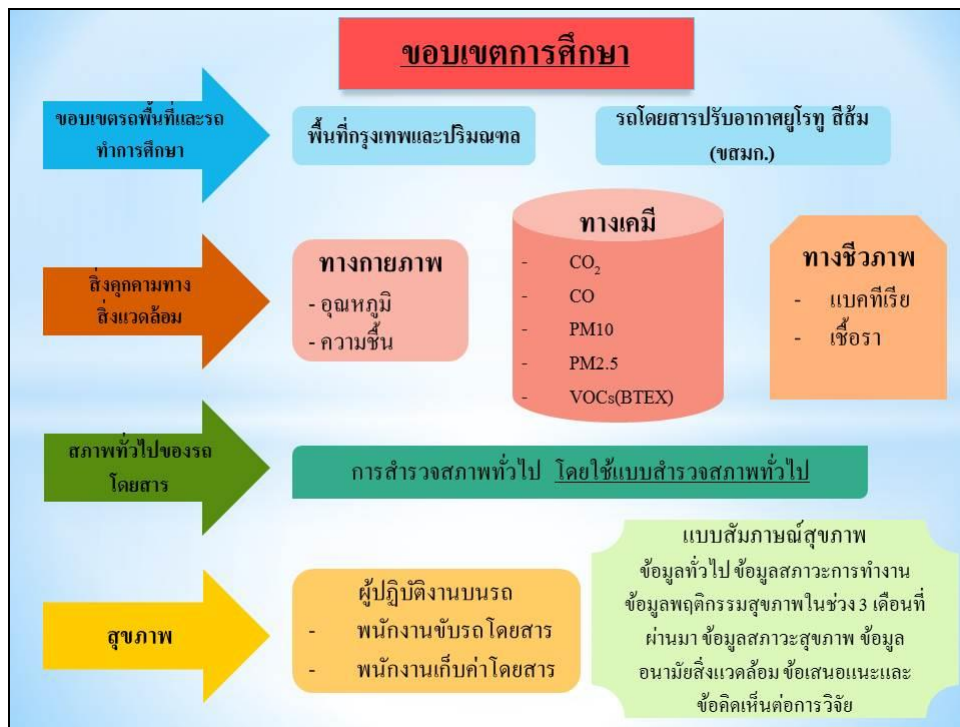 ขอบเขตการศึกษา
ขอบเขตรถพื้นที่และรถ
ทำการศึกษา
พื้นที่กรุงเทพและปริมณฑล
รถโดยสารปรับอากาศยูโรทู สีส้ม
(ขสมก.)
สิ่งคุกคามทาง
สิ่งแวดล้อม
ทางกายภาพ
- อุณหภูมิ
- ความชื้น
ทางเคมี
- CO₂
- CO
- PM10
- PM2.5
- VOCs(BTEX)
ทางชีวภาพ
- แบคทีเรีย
- เชื้อรา
สภาพทั่วไปของรถ
โดยสาร
การสำรวจสภาพทั่วไป โดยใช้แบบสำรวจสภาพทั่วไป
สุขภาพ
ผู้ปฏิบัติงานบนรถ
- พนักงานขับรถโดยสาร
- พนักงานเก็บค่าโดยสาร
แบบสัมภาษณ์สุขภาพ
ข้อมูลทั่วไป ข้อมูลสภาวะการทำงาน
ข้อมูลพฤติกรรมสุขภาพในช่วง 3 เดือนที่
ผ่านมา ข้อมูลสภาวะสุขภาพ ข้อมูล
อนามัยสิ่งแวดล้อม ข้อเสนอแนะและ
ข้อคิดเห็นต่อการวิจัย